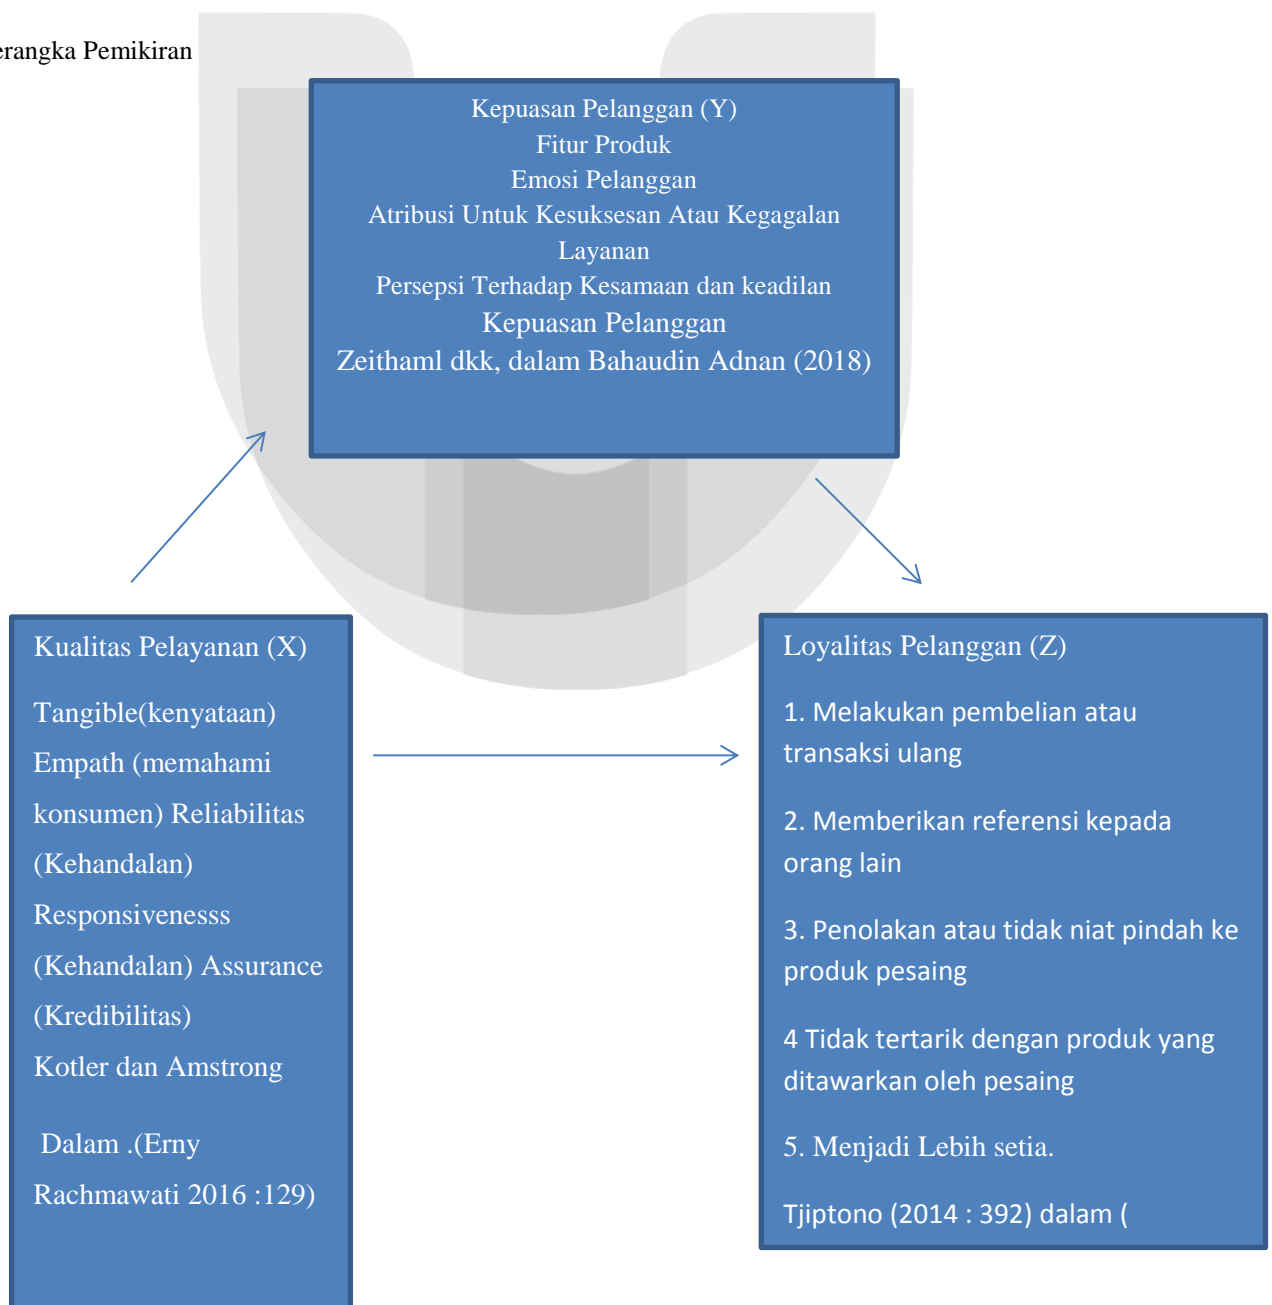 erangka Pemikiran
Kepuasan Pelanggan (Y)
Fitur Produk
Emosi Pelanggan
Atribusi Untuk Kesuksesan Atau Kegagalan
Layanan
Persepsi Terhadap Kesamaan dan keadilan
Kepuasan Pelanggan
Zeithaml dkk, dalam Bahaudin Adnan (2018)
Kualitas Pelayanan (X)
Tangible(kenyataan)
Empath (memahami
konsumen) Reliabilitas
(Kehandalan)
Responsivenesss
(Kehandalan) Assurance
(Kredibilitas)
Kotler dan Amstrong
Dalam .(Erny
Rachmawati 2016 :129)
Loyalitas Pelanggan (Z)
1. Melakukan pembelian atau
transaksi ulang
2. Memberikan referensi kepada
orang lain
3. Penolakan atau tidak niat pindah ke
produk pesaing
4 Tidak tertarik dengan produk yang
ditawarkan oleh pesaing
5. Menjadi Lebih setia.
Tjiptono (2014 : 392) dalam (